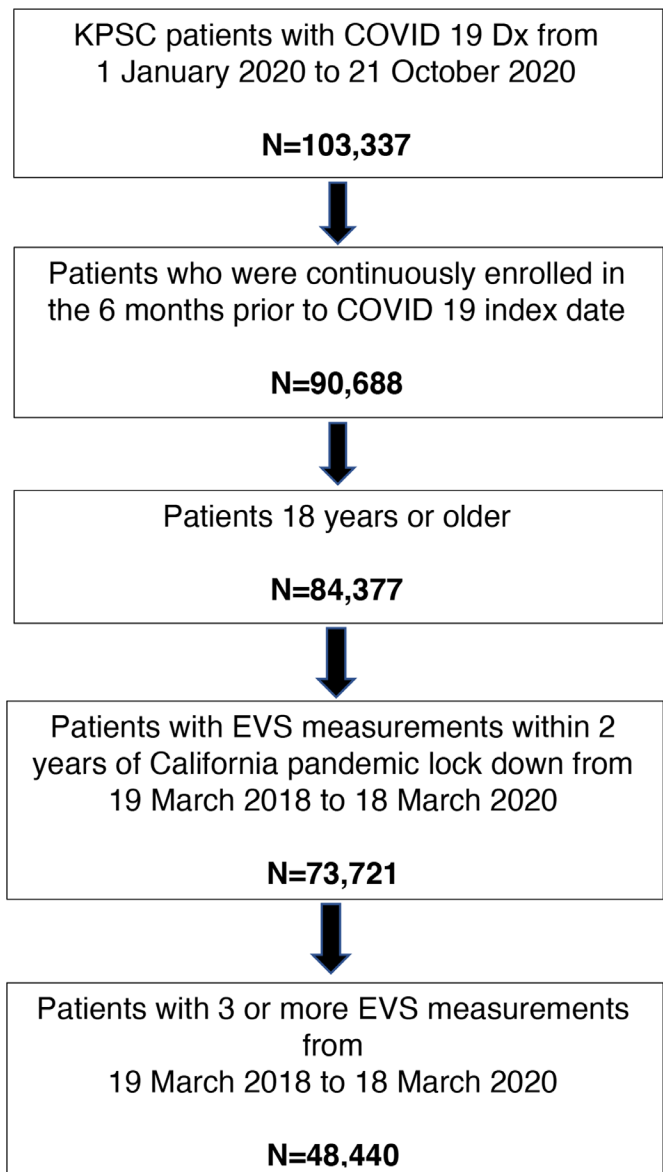 KPSC patients with COVID 19 Dx from
1 January 2020 to 21 October 2020
N=103,337
Patients who were continuously enrolled in
the 6 months prior to COVID 19 index date
N=90,688
Patients 18 years or older
N=84,377
Patients with EVS measurements within 2
years of California pandemic lock down from
19 March 2018 to 18 March 2020
N=73,721
Patients with 3 or more EVS measurements
from
19 March 2018 to 18 March 2020
N=48,440